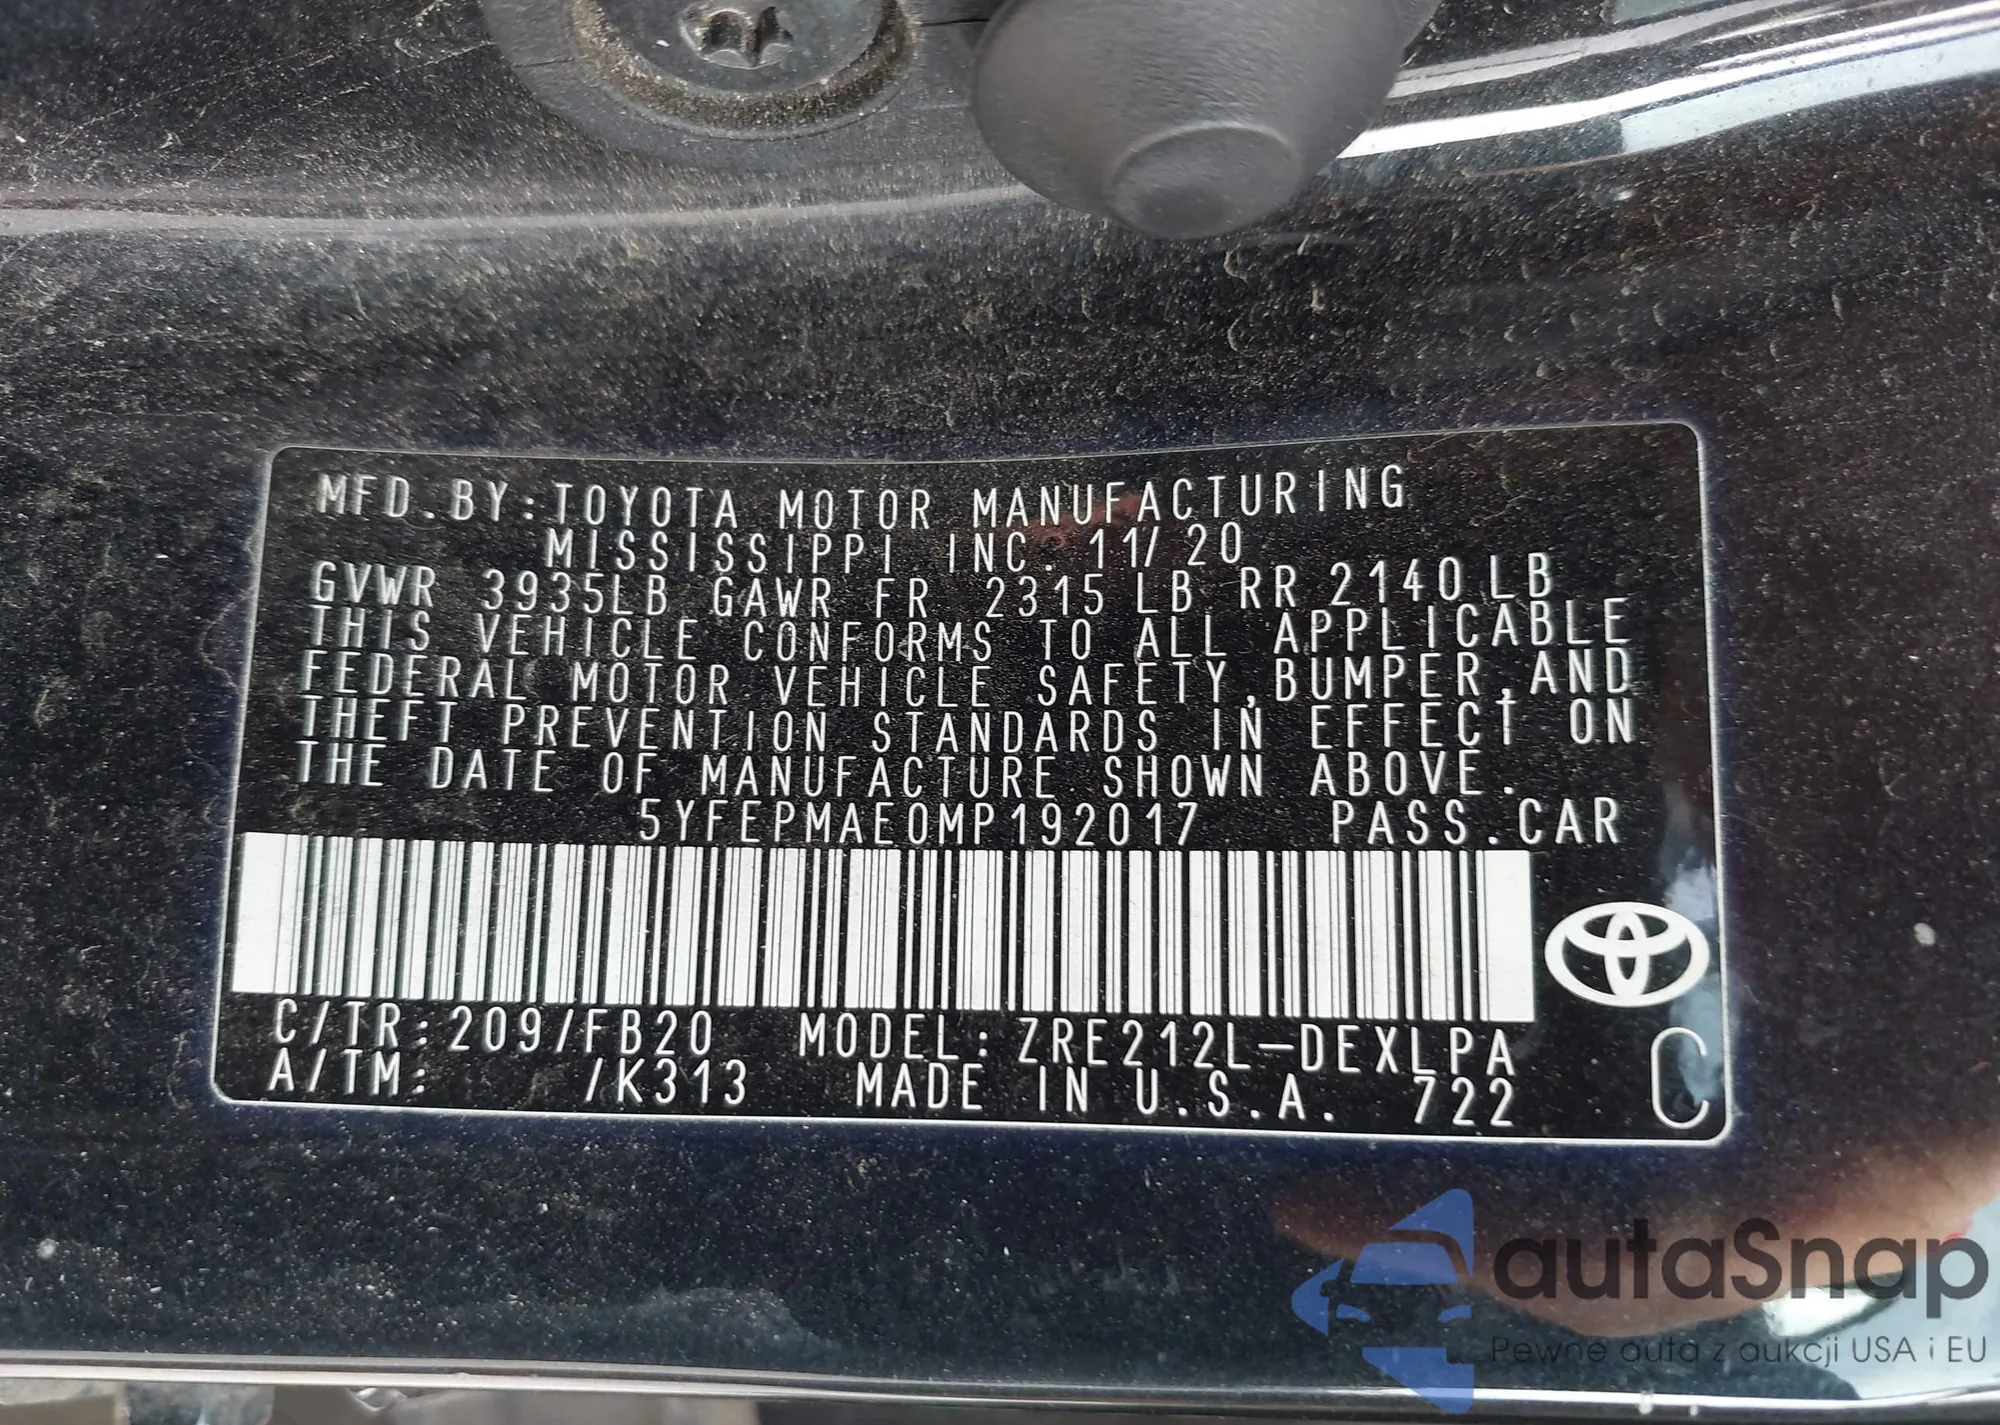 MFD.BY:TOYOTA MOTOR MANUFACTURING
MISSISSIPPI INC. 11/20
GVWR 3935LB GAWR FR 2315 LB RR 2140 LB
THIS VEHICLE CONFORMS TO ALL APPLICABLE
FEDERAL MOTOR VEHICLE SAFETY,BUMPER,AND
THEFT PREVENTION STANDARDS IN EFFECT ON
THE DATE OF MANUFACTURE SHOWN ABOVE.
5YFEPMAE0MP192017 PASS.CAR
C/TR:209/FB20 MODEL:ZRE212L-DEXLPA
A/TM: /K313 MADE IN U.S.A. 722 C
autaSnap
Pewne auta z aukcji USA i EU